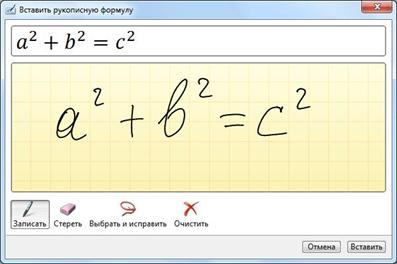 Вставить рукописную формулу
a² + b² = c²
a² + b² = c²
Записать Стереть Выбрать и исправить Очистить
Отмена Вставить